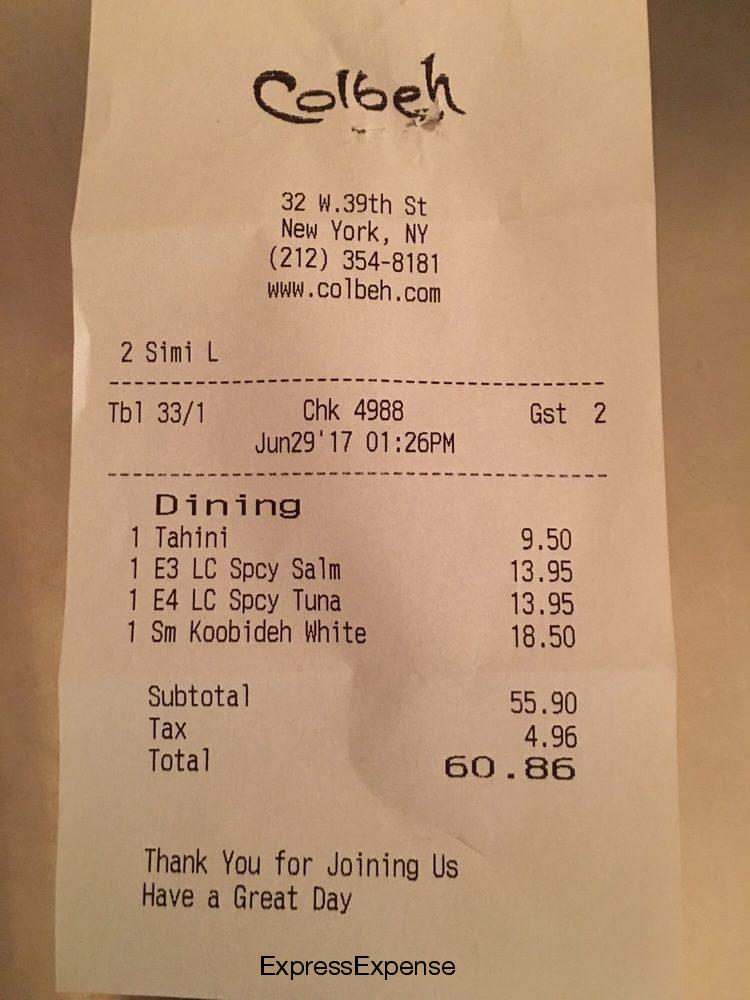 Colbeh
32 W.39th St
New York, NY
(212) 354-8181
www.colbeh.com
2 Simi L
Tbl 33/1 Chk 4988 Gst 2
Jun29'17 01:26PM
Dining
1 Tahini 9.50
1 E3 LC Spcy Salm 13.95
1 E4 LC Spcy Tuna 13.95
1 Sm Koobideh White 18.50
Subtotal 55.90
Tax 4.96
Total 60.86
Thank You for Joining Us
Have a Great Day
ExpressExpense